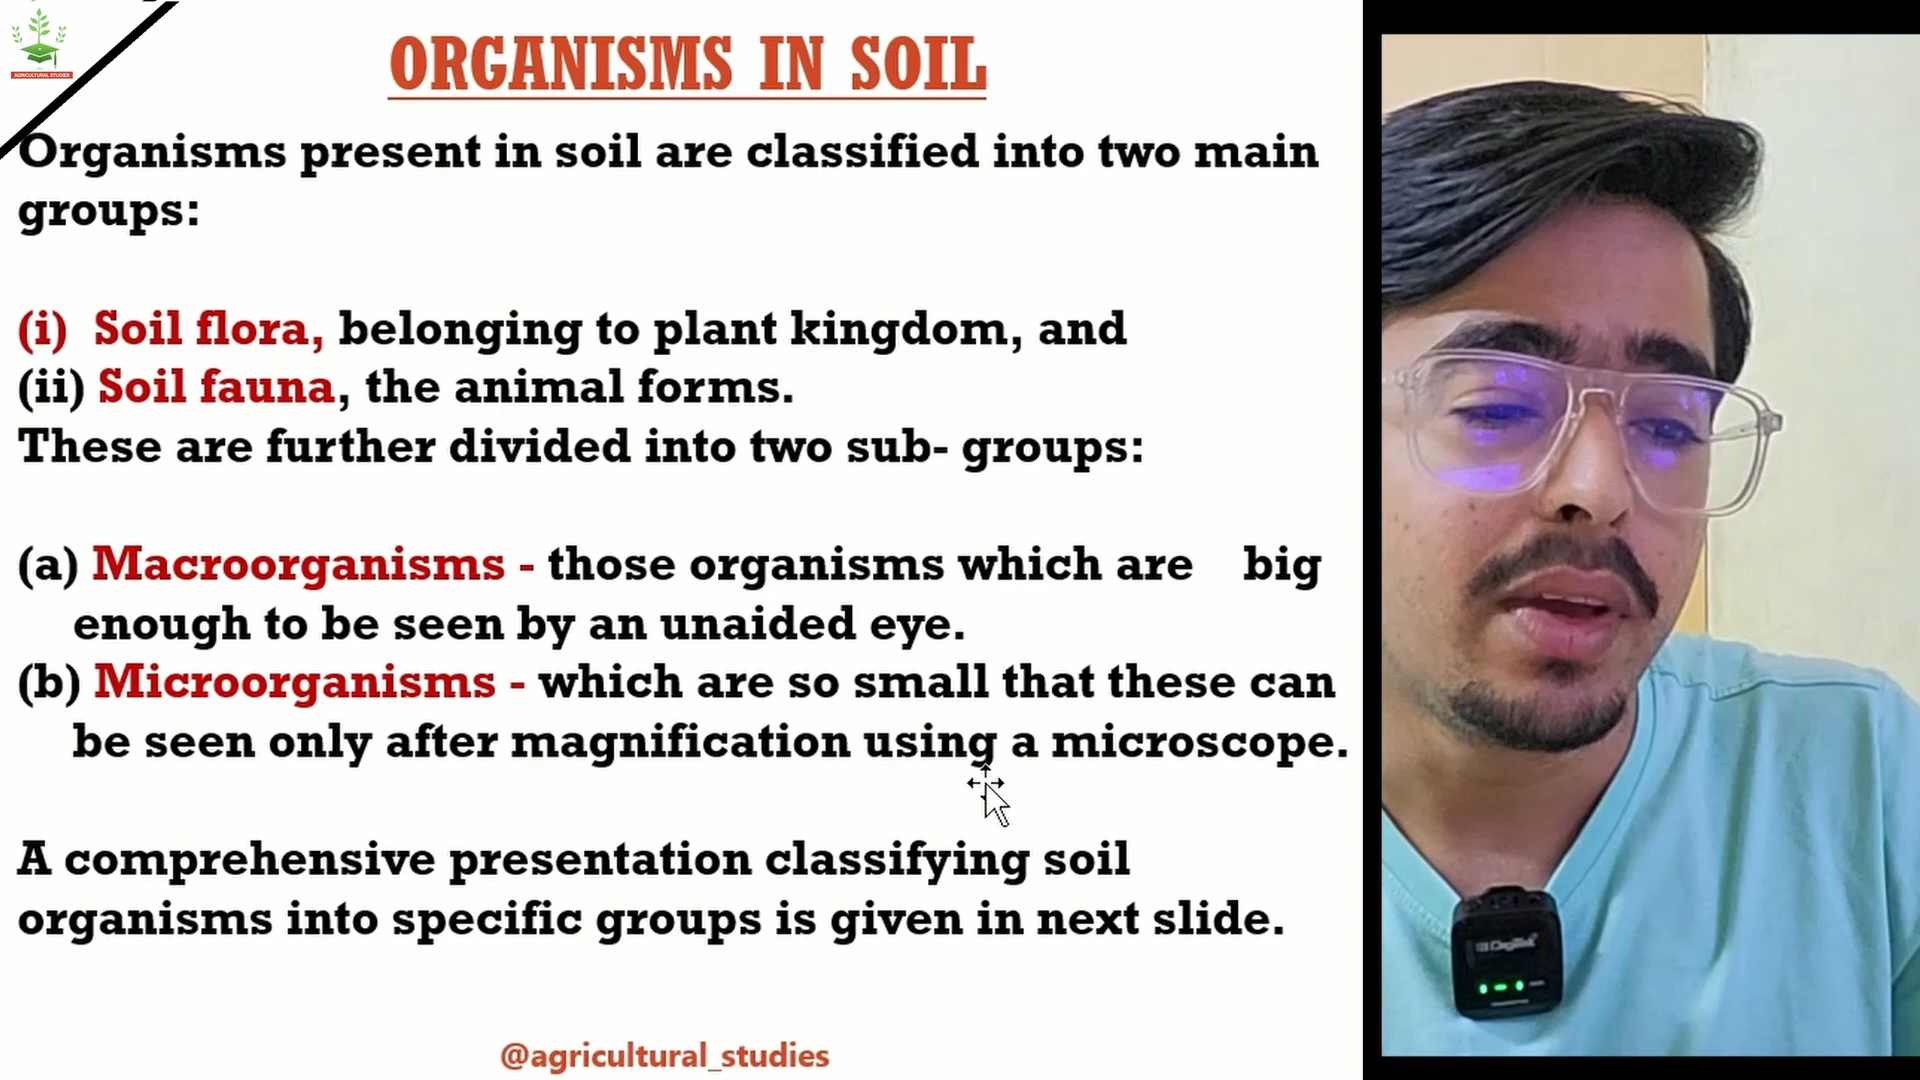 AGRICULTURAL STUDIES
ORGANISMS IN SOIL
Organisms present in soil are classified into two main
groups:
(i) Soil flora, belonging to plant kingdom, and
(ii) Soil fauna, the animal forms.
These are further divided into two sub- groups:
(a) Macroorganisms - those organisms which are big
enough to be seen by an unaided eye.
(b) Microorganisms - which are so small that these can
be seen only after magnification using a microscope.
A comprehensive presentation classifying soil
organisms into specific groups is given in next slide.
@agricultural_studies
Digitek